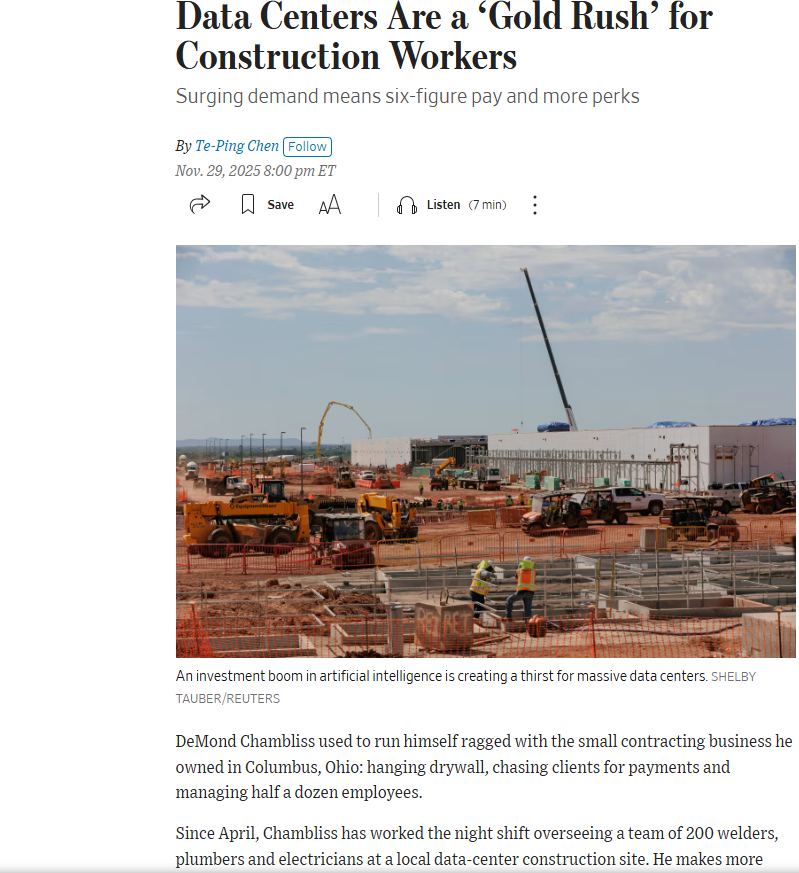 Data Centers Are a ‘Gold Rush’ for
Construction Workers
Surging demand means six-figure pay and more perks
By Te-Ping Chen Follow
Nov. 29, 2025 8:00 pm ET
Save AA Listen (7 min)
An investment boom in artificial intelligence is creating a thirst for massive data centers. SHELBY
TAUBER/REUTERS
DeMond Chambliss used to run himself ragged with the small contracting business he
owned in Columbus, Ohio: hanging drywall, chasing clients for payments and
managing half a dozen employees.
Since April, Chambliss has worked the night shift overseeing a team of 200 welders,
plumbers and electricians at a local data-center construction site. He makes more